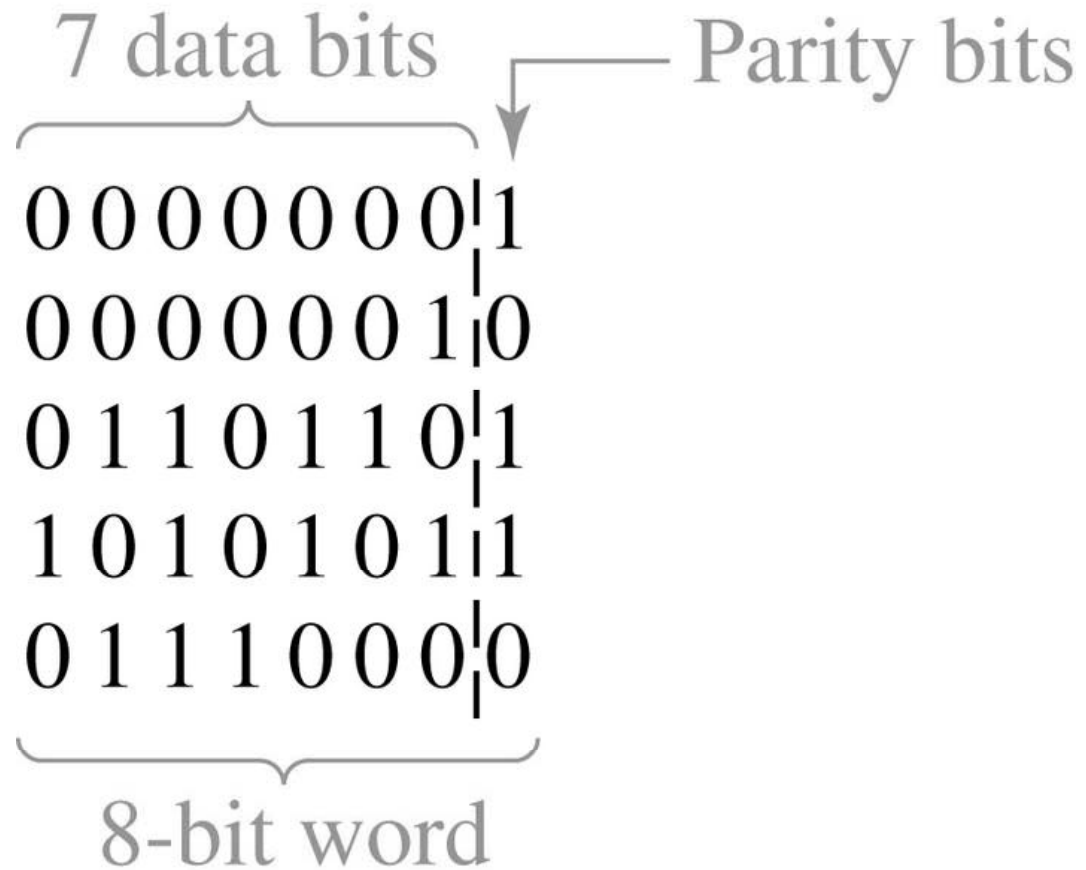 7 data bits Parity bits
0 0 0 0 0 0 0 1
0 0 0 0 0 0 1 0
0 1 1 0 1 1 0 1
1 0 1 0 1 0 1 1
0 1 1 1 0 0 0 0
8-bit word